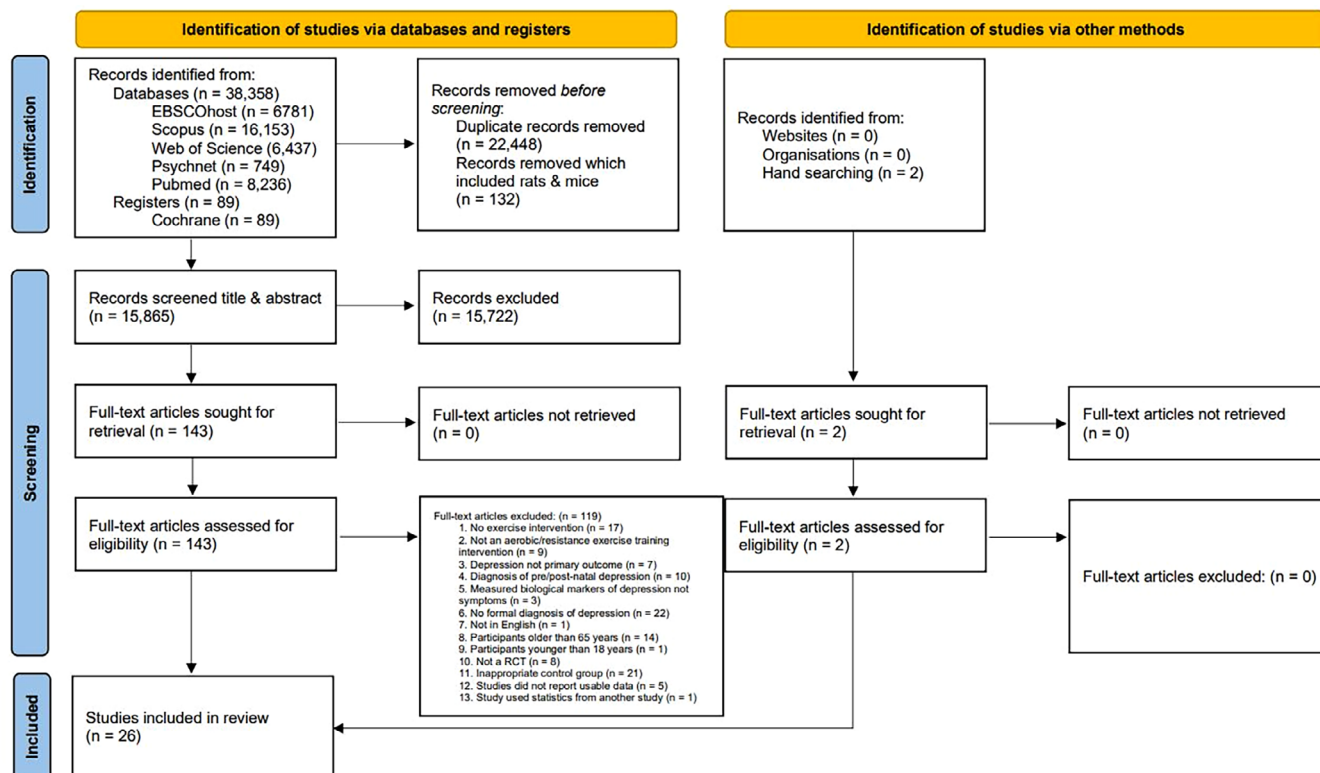 Identification of studies via databases and registers
Identification of studies via other methods
Identification
Records identified from:
Databases (n = 38,358)
EBSCOhost (n = 6781)
Scopus (n = 16,153)
Web of Science (6,437)
Psychnet (n = 749)
Pubmed (n = 8,236)
Registers (n = 89)
Cochrane (n = 89)
Records removed before
screening:
Duplicate records removed
(n = 22,448)
Records removed which
included rats & mice
(n = 132)
Records identified from:
Websites (n = 0)
Organisations (n = 0)
Hand searching (n = 2)
Screening
Records screened title & abstract
(n = 15,865)
Records excluded
(n = 15,722)
Full-text articles sought for
retrieval (n = 143)
Full-text articles not retrieved
(n = 0)
Full-text articles sought for
retrieval (n = 2)
Full-text articles not retrieved
(n = 0)
Full-text articles assessed for
eligibility (n = 143)
Full-text articles excluded: (n = 119)
1. No exercise intervention (n = 17)
2. Not an aerobic/resistance exercise training
intervention (n = 9)
3. Depression not primary outcome (n = 7)
4. Diagnosis of pre/post-natal depression (n = 10)
5. Measured biological markers of depression not
symptoms (n = 3)
6. No formal diagnosis of depression (n = 22)
7. Not in English (n = 1)
8. Participants older than 65 years (n = 14)
9. Participants younger than 18 years (n = 1)
10. Not a RCT (n = 8)
11. Inappropriate control group (n = 21)
12. Studies did not report usable data (n = 5)
13. Study used statistics from another study (n = 1)
Full-text articles assessed for
eligibility (n = 2)
Full-text articles excluded: (n = 0)
Included
Studies included in review
(n = 26)